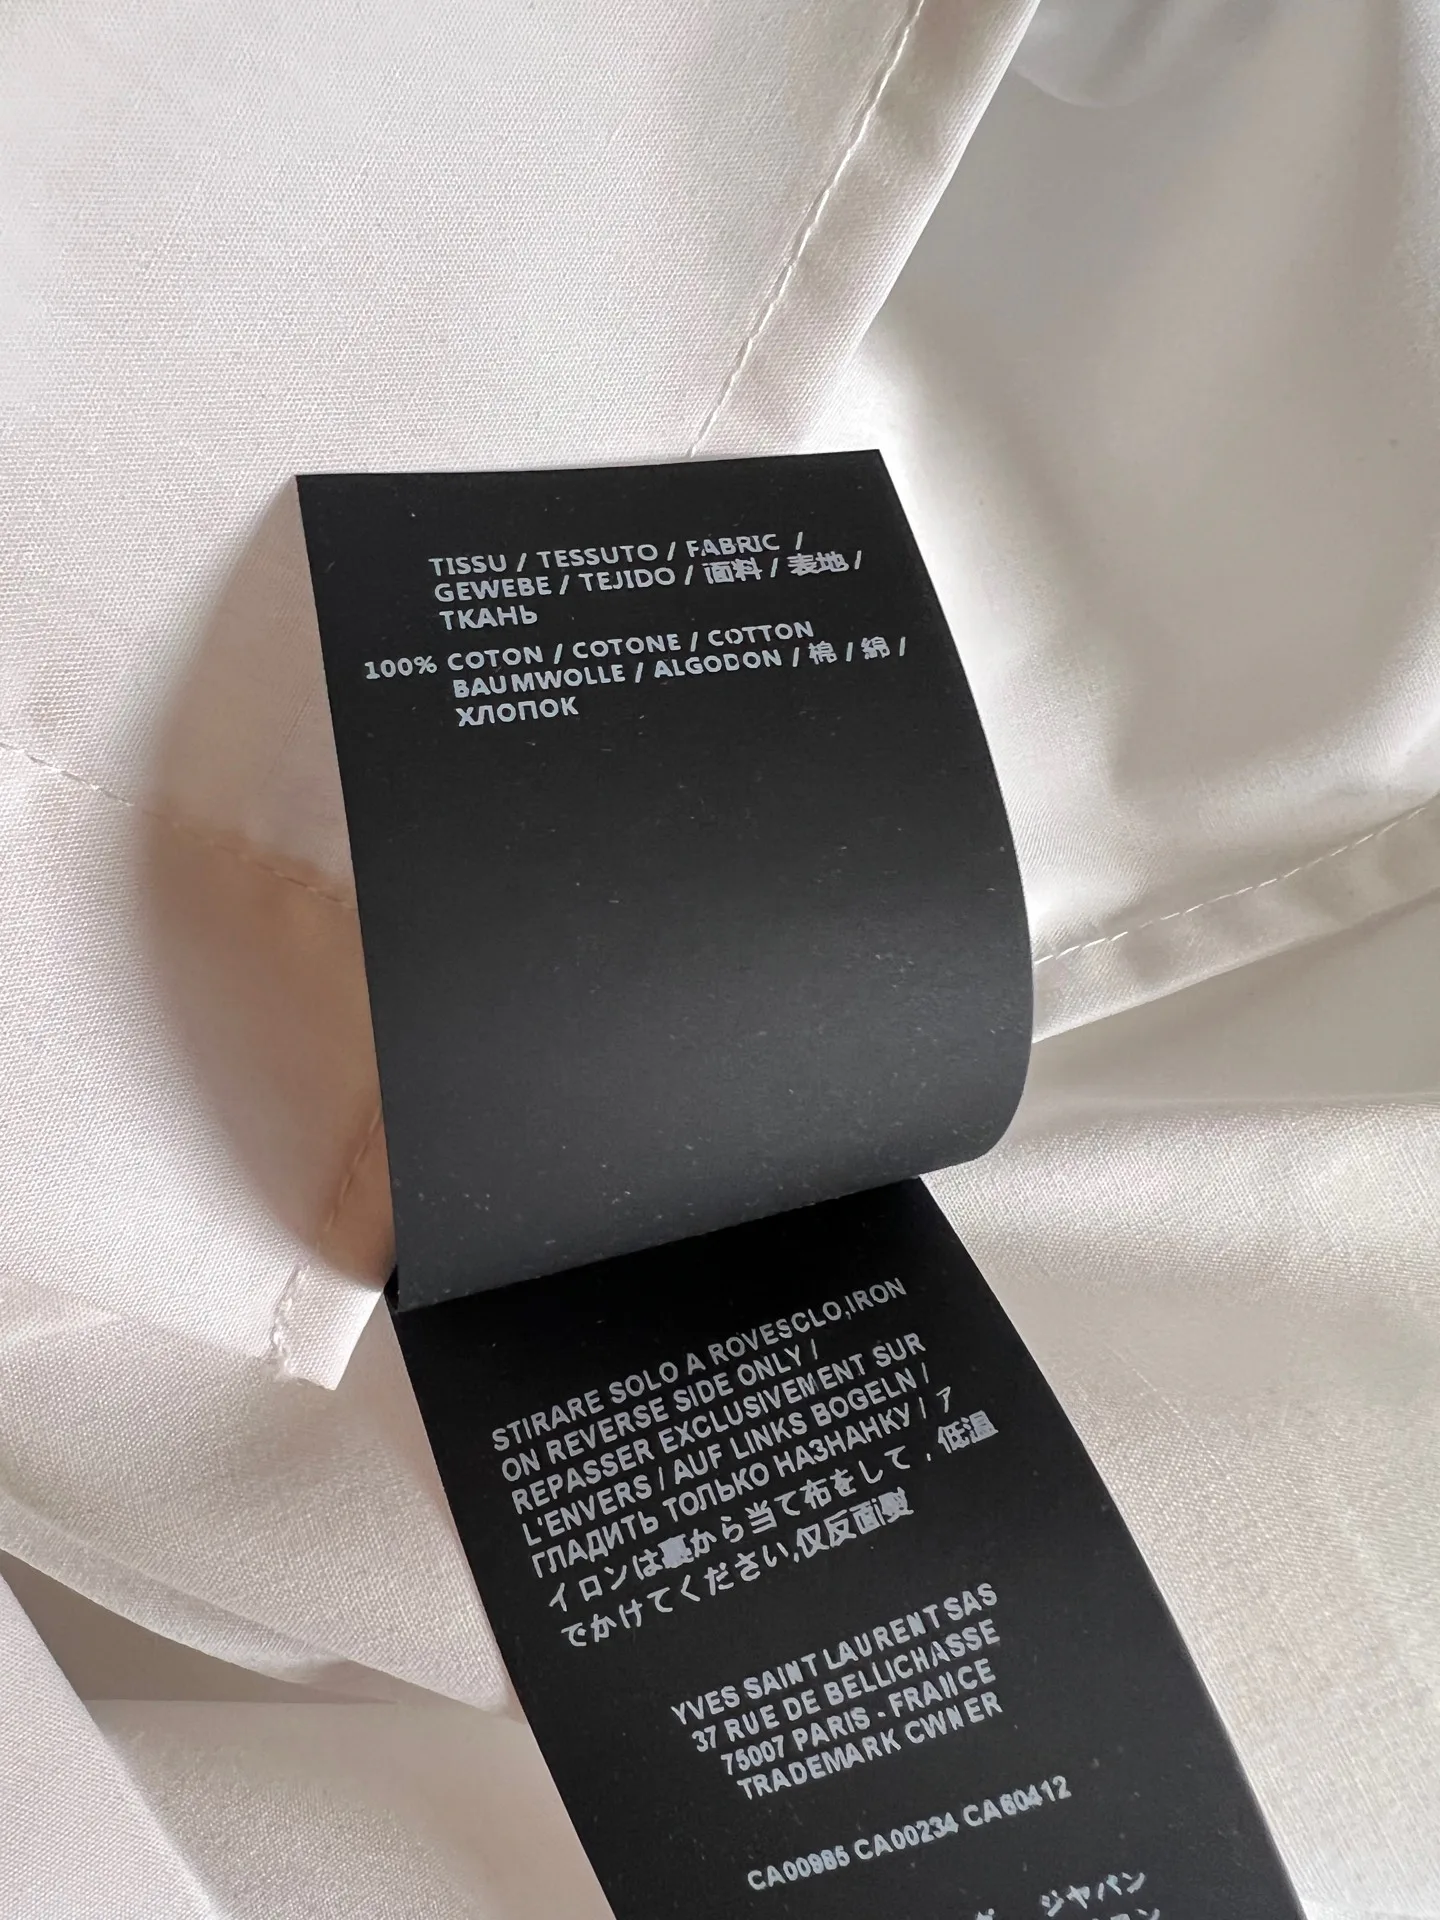 TISSU / TESSUTO / FABRIC /
GEWEBE / TEJIDO / 面料 / 表地 /
ТКАНЬ
100% COTON / COTONE / COTTON
BAUMWOLLE / ALGODON / 棉 / 綿 /
ХЛОПОК
STIRARE SOLO A ROVESCLO,IRON
ON REVERSE SIDE ONLY /
REPASSER EXCLUSIVEMENT SUR
L'ENVERS / AUF LINKS BOGELN /
ГЛАДИТЬ ТОЛЬКО НАЗНАНКУ / ア
イロンは裏から当て布をして , 低温
でかけてください,仅反面熨
YVES SAINT LAURENT SAS
37 RUE DE BELLICHASSE
75007 PARIS - FRANCE
TRADEMARK OWNER
CA00985 CA00234 CA60412
ジャパン